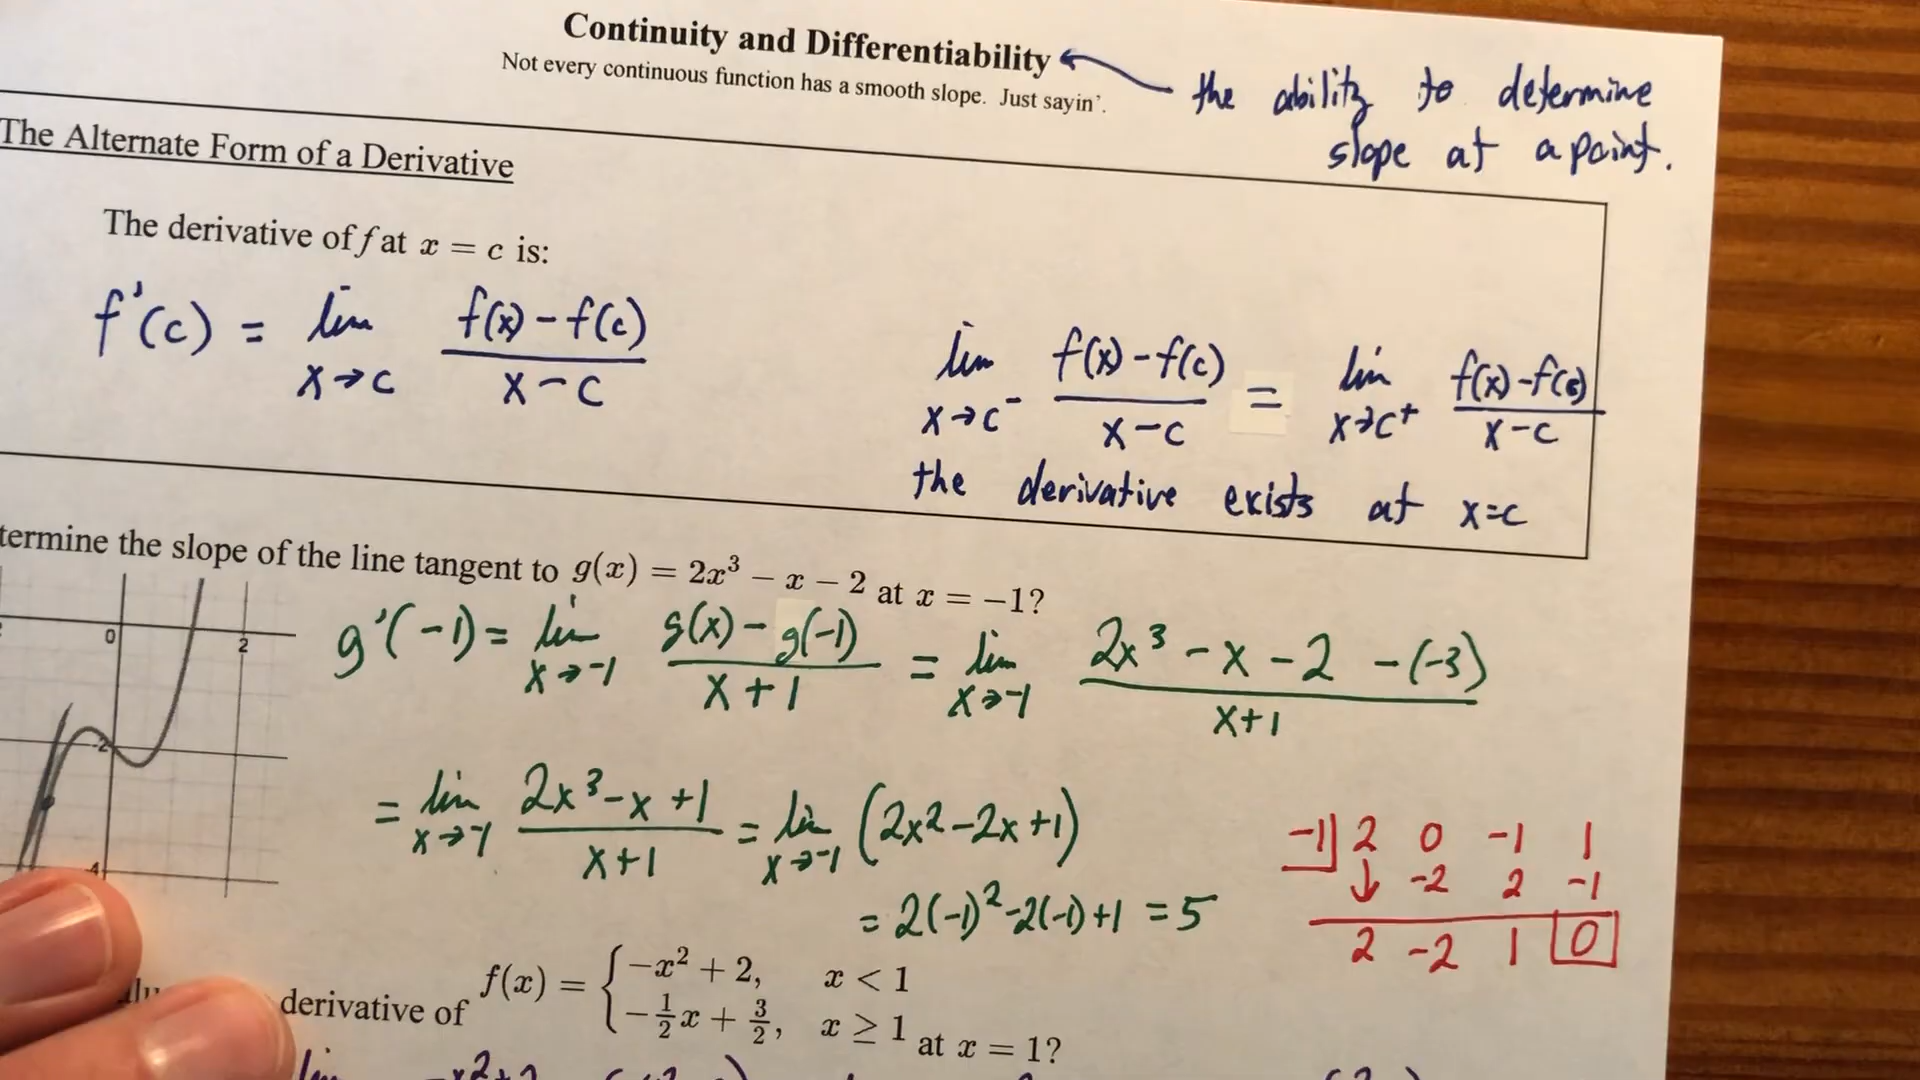 Continuity and Differentiability
Not every continuous function has a smooth slope. Just sayin'.
the ability to determine
slope at a point.
The Alternate Form of a Derivative
The derivative of f at x = c is:
f'(c) = lim x→c (f(x) - f(c)) / (x - c)
lim x→c⁻ (f(x) - f(c)) / (x - c) = lim x→c⁺ (f(x) - f(c)) / (x - c)
the derivative exists at x=c
termine the slope of the line tangent to g(x) = 2x³ − x − 2 at x = −1?
0 2
-2
-4
g'(-1) = lim x→-1 (g(x) - g(-1)) / (x + 1) = lim x→-1 (2x³ - x - 2 - (-3)) / (x+1)
= lim x→-1 (2x³ - x + 1) / (x+1) = lim x→-1 (2x² - 2x + 1)
= 2(-1)² - 2(-1) + 1 = 5
-1| 2 0 -1 1
↓ -2 2 -1
2 -2 1 0
derivative of f(x) = { −x² + 2, x < 1
−½x + 3/2, x ≥ 1 at x = 1?
lim